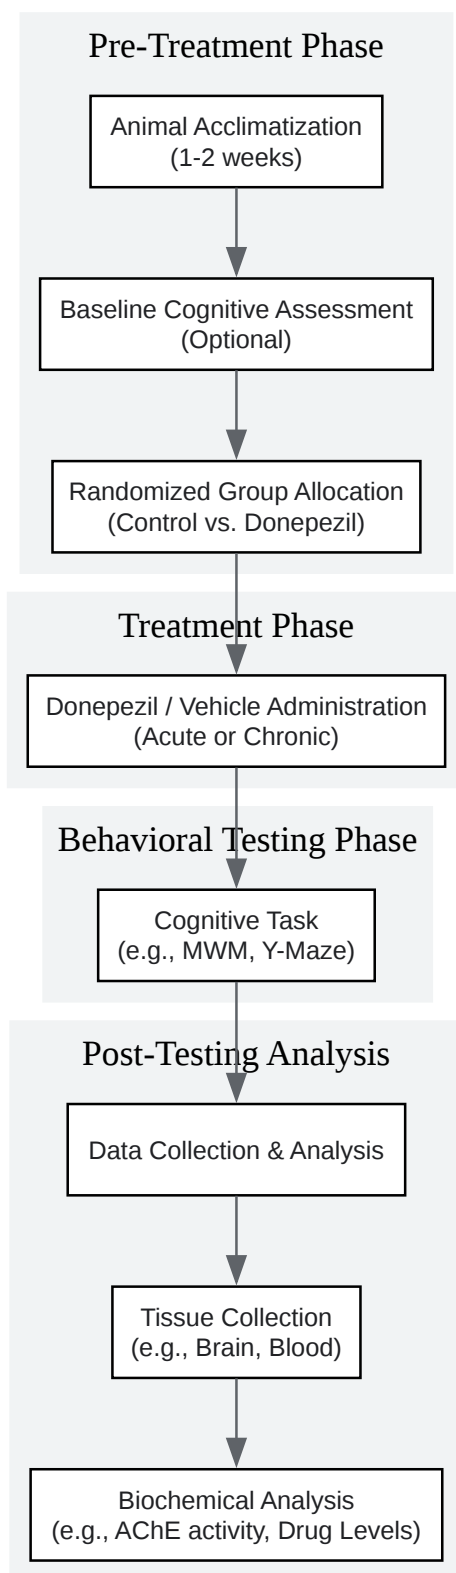 Pre-Treatment Phase
Animal Acclimatization
(1-2 weeks)
Baseline Cognitive Assessment
(Optional)
Randomized Group Allocation
(Control vs. Donepezil)
Treatment Phase
Donepezil / Vehicle Administration
(Acute or Chronic)
Behavioral Testing Phase
Cognitive Task
(e.g., MWM, Y-Maze)
Post-Testing Analysis
Data Collection & Analysis
Tissue Collection
(e.g., Brain, Blood)
Biochemical Analysis
(e.g., AChE activity, Drug Levels)